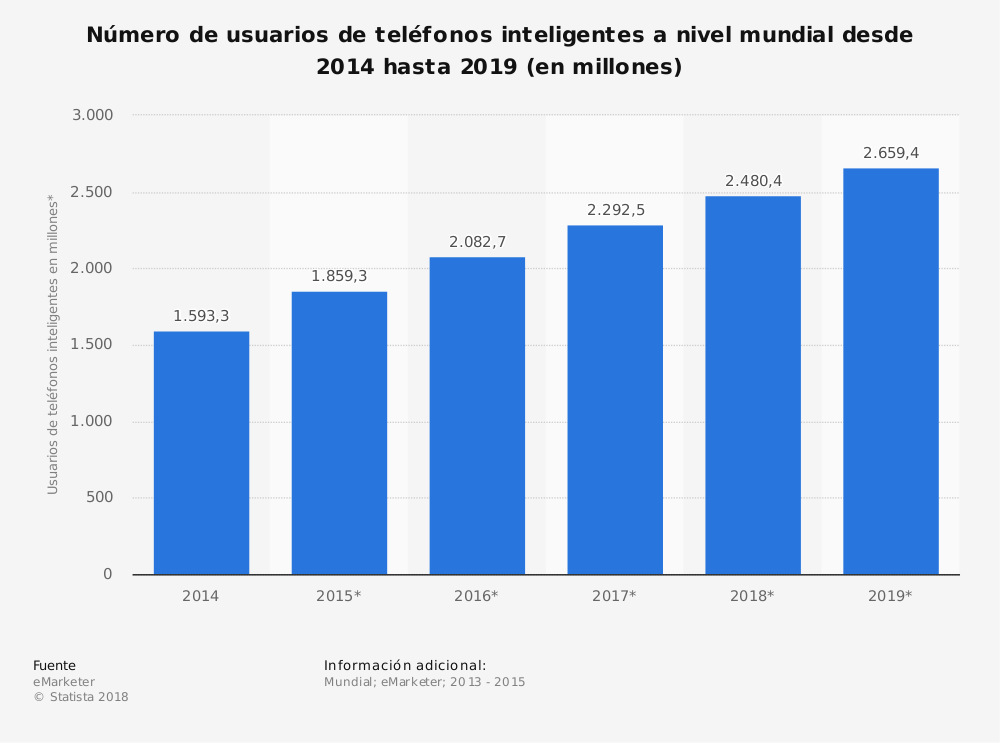 Número de usuarios de teléfonos inteligentes a nivel mundial desde
2014 hasta 2019 (en millones)
Usuarios de teléfonos inteligentes en millones*
3.000
2.500
2.000
1.500
1.000
500
0
1.593,3
1.859,3
2.082,7
2.292,5
2.480,4
2.659,4
2014
2015*
2016*
2017*
2018*
2019*
Fuente
eMarketer
© Statista 2018
Información adicional:
Mundial; eMarketer; 2013 - 2015